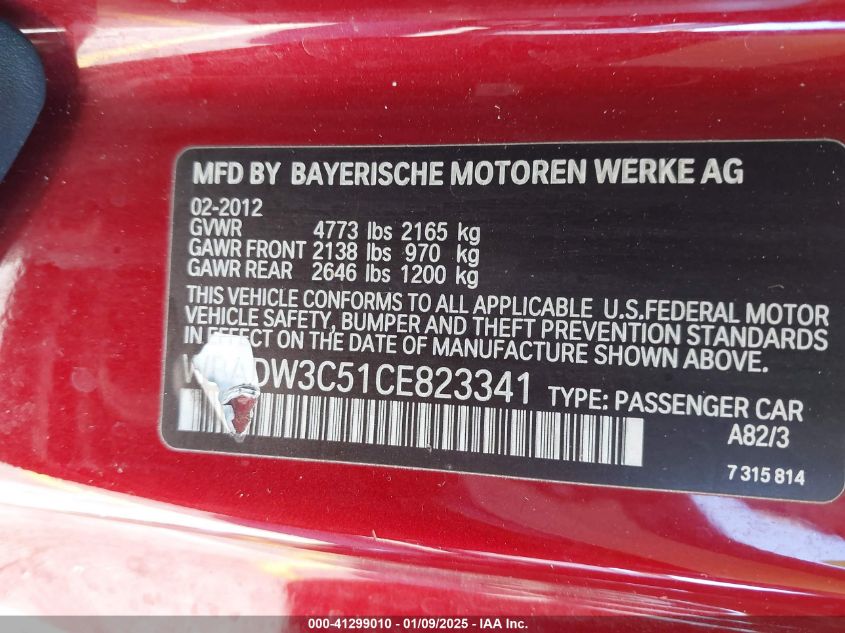 MFD BY BAYERISCHE MOTOREN WERKE AG
02-2012
GVWR 4773 lbs 2165 kg
GAWR FRONT 2138 lbs 970 kg
GAWR REAR 2646 lbs 1200 kg
THIS VEHICLE CONFORMS TO ALL APPLICABLE U.S.FEDERAL MOTOR
VEHICLE SAFETY, BUMPER AND THEFT PREVENTION STANDARDS
IN EFFECT ON THE DATE OF MANUFACTURE SHOWN ABOVE.
WBADW3C51CE823341 TYPE: PASSENGER CAR
A82/3
7 315 814
000-41299010 - 01/09/2025 - IAA Inc.